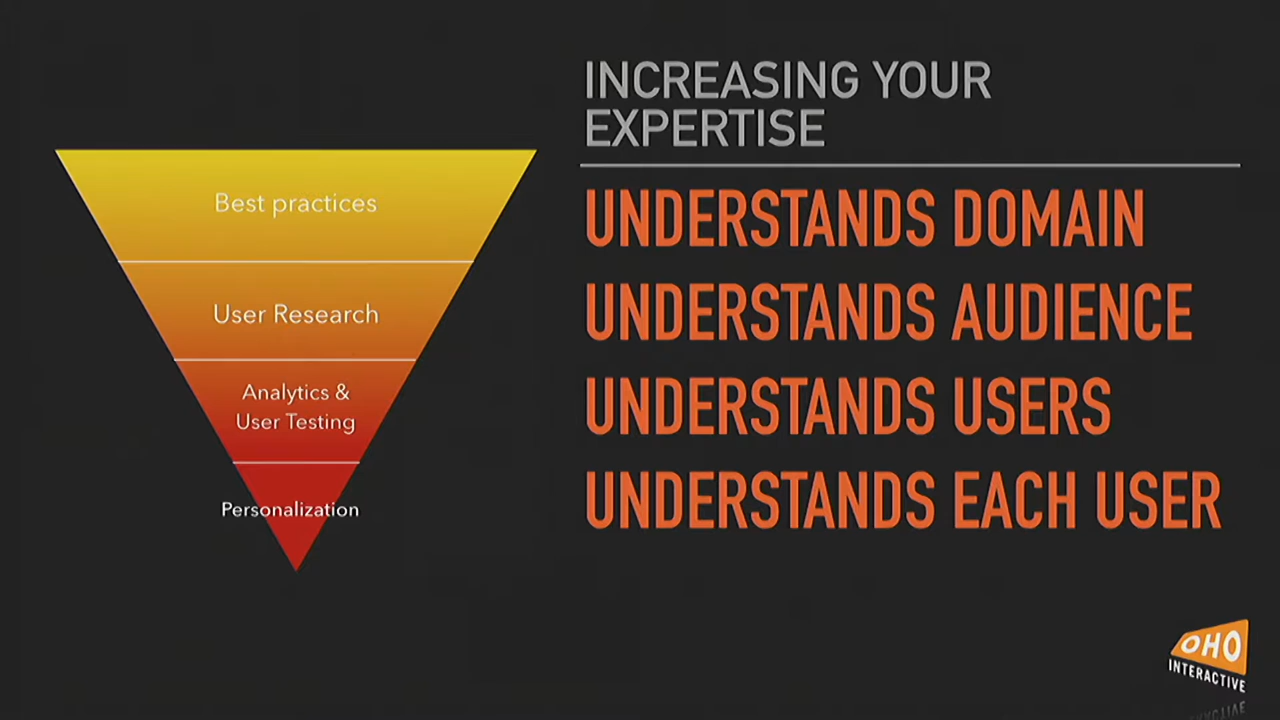 INCREASING YOUR
EXPERTISE
Best practices
User Research
Analytics &
User Testing
Personalization
UNDERSTANDS DOMAIN
UNDERSTANDS AUDIENCE
UNDERSTANDS USERS
UNDERSTANDS EACH USER
OHO
INTERACTIVE